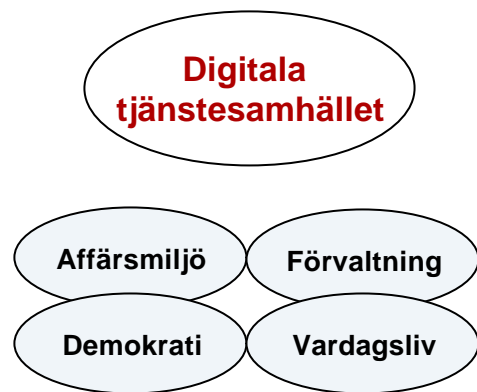 Digitala
tjänstesamhället
Affärsmiljö
Förvaltning
Demokrati
Vardagsliv